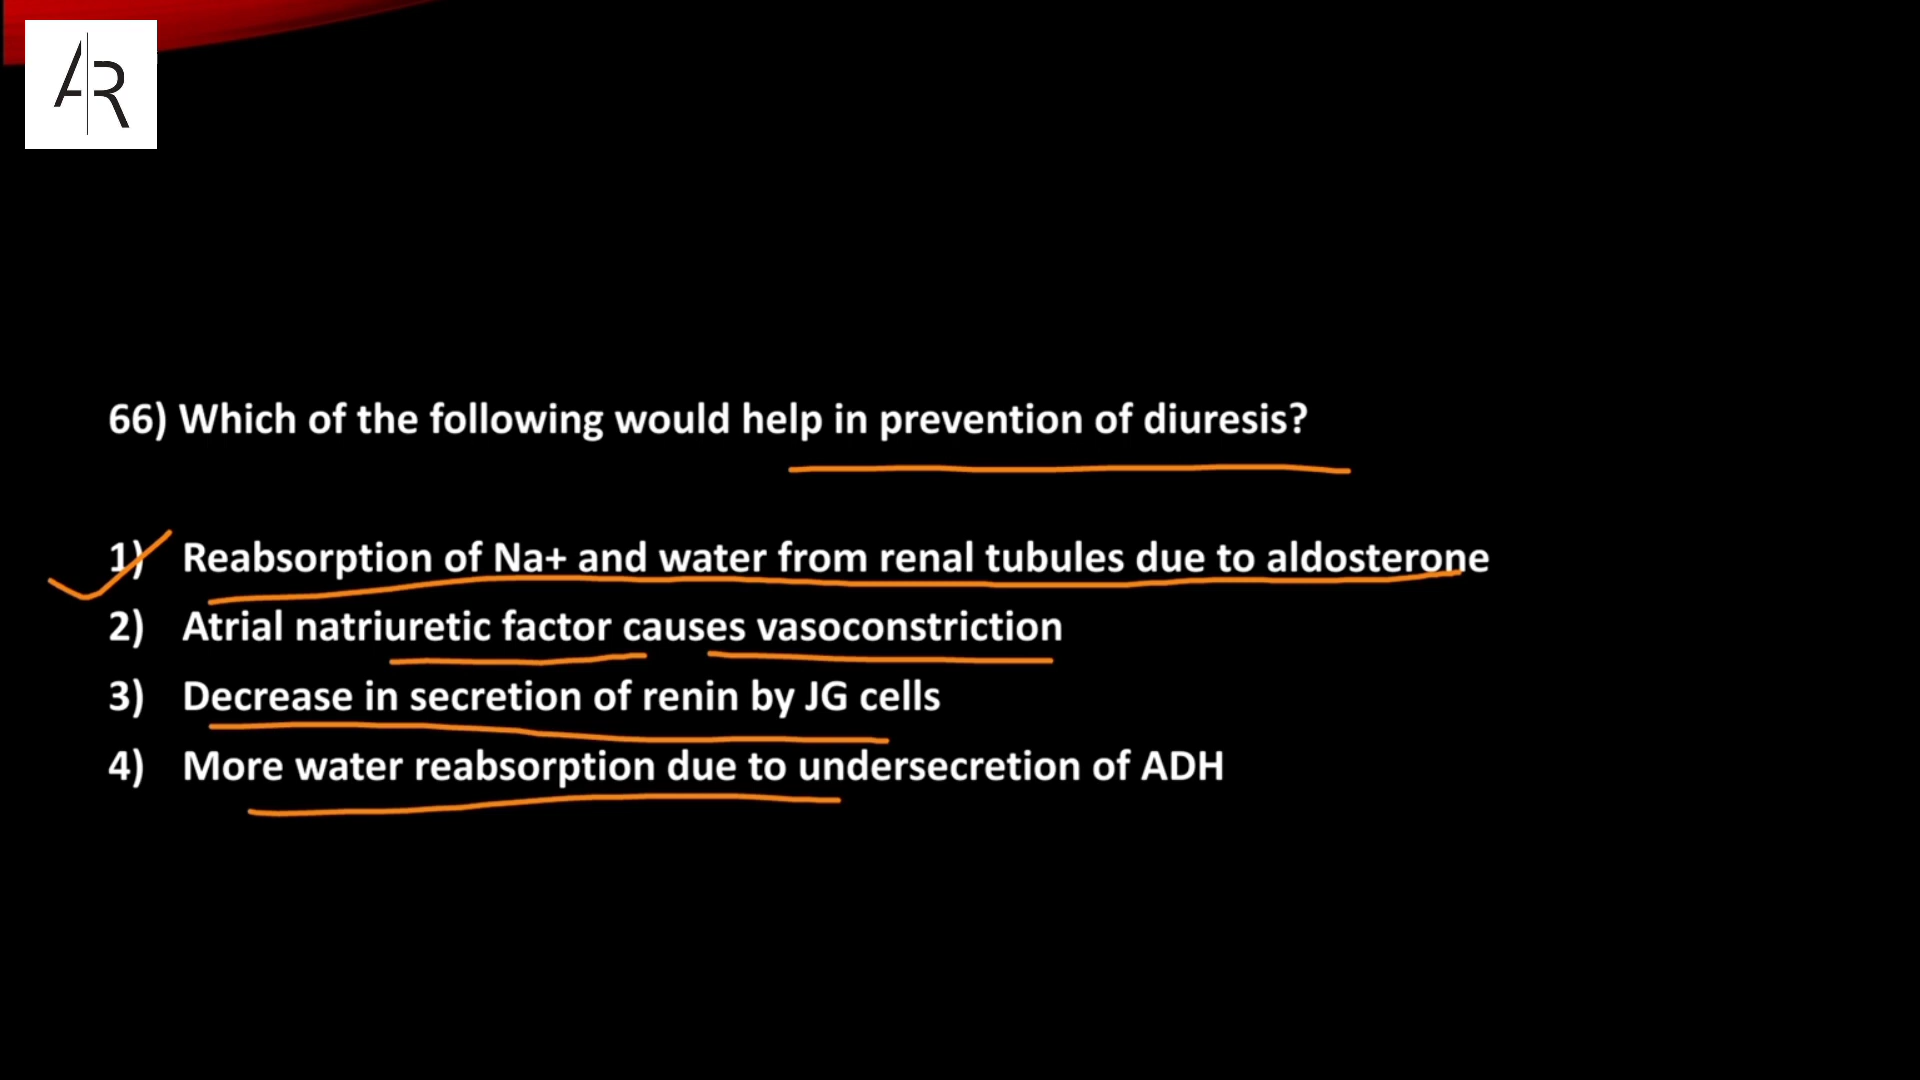 AR
66) Which of the following would help in prevention of diuresis?
1) Reabsorption of Na+ and water from renal tubules due to aldosterone
2) Atrial natriuretic factor causes vasoconstriction
3) Decrease in secretion of renin by JG cells
4) More water reabsorption due to undersecretion of ADH